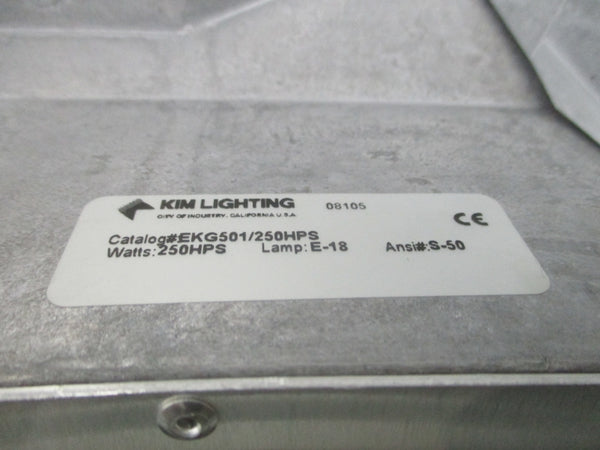 KIM LIGHTING 08105
CITY OF INDUSTRY, CALIFORNIA U.S.A.
CE
Catalog#:EKG501/250HPS
Watts:250HPS Lamp:E-18 Ansi#:S-50